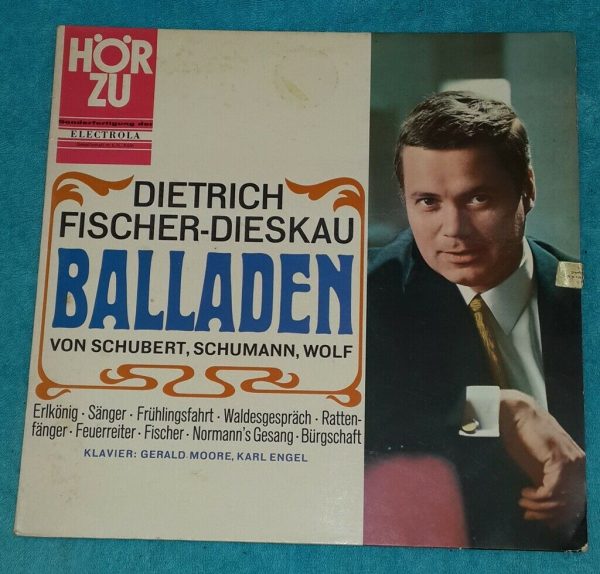 HÖR
ZU
Sonderfertigung der
ELECTROLA
DIETRICH
FISCHER-DIESKAU
BALLADEN
VON SCHUBERT, SCHUMANN, WOLF
Erlkönig · Sänger · Frühlingsfahrt · Waldesgespräch · Ratten-
fänger · Feuerreiter · Fischer · Normann's Gesang · Bürgschaft
KLAVIER: GERALD MOORE, KARL ENGEL